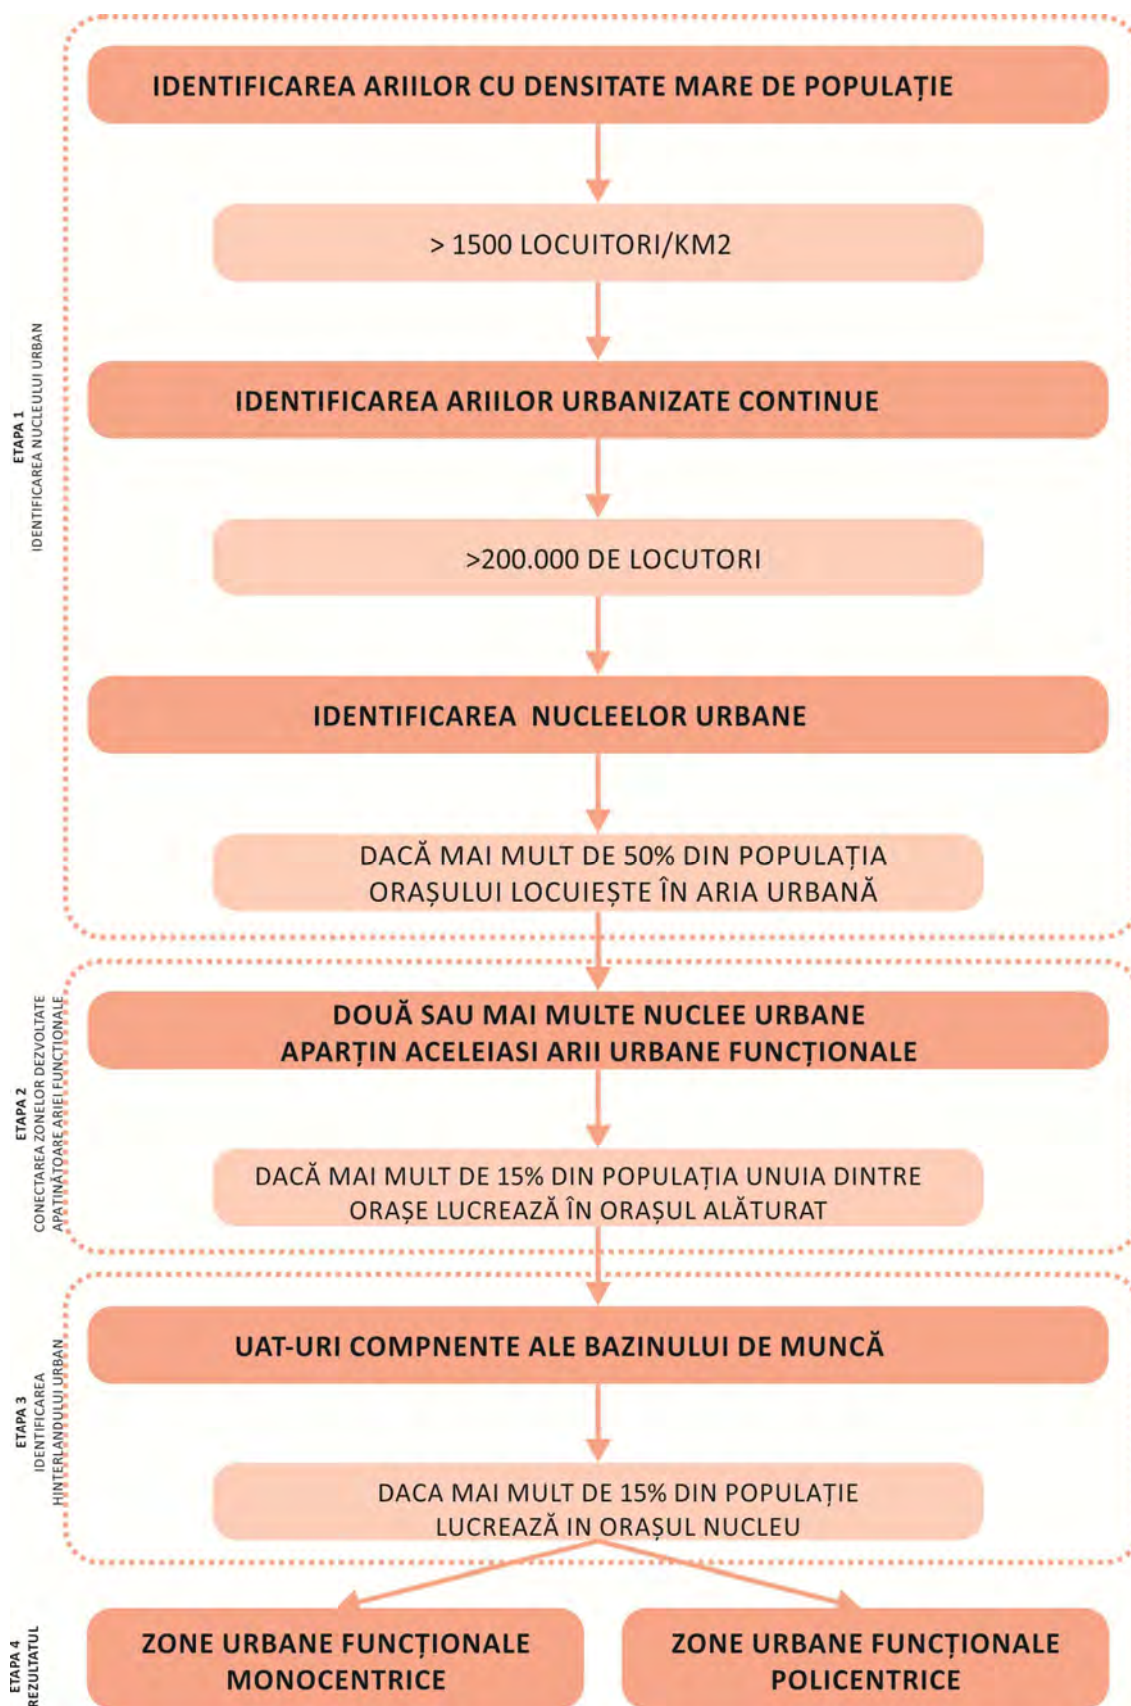 IDENTIFICAREA ARIILOR CU DENSITATE MARE DE POPULAȚIE
> 1500 LOCUITORI/KM2
IDENTIFICAREA ARIILOR URBANIZATE CONTINUE
>200.000 DE LOCUTORI
IDENTIFICAREA NUCLEELOR URBANE
DACĂ MAI MULT DE 50% DIN POPULAȚIA
ORAȘULUI LOCUIEȘTE ÎN ARIA URBANĂ
ETAPA 1
IDENTIFICAREA NUCLEULUI URBAN
DOUĂ SAU MAI MULTE NUCLEE URBANE
APARȚIN ACELEIASI ARII URBANE FUNCȚIONALE
DACĂ MAI MULT DE 15% DIN POPULAȚIA UNUIA DINTRE
ORAȘE LUCREAZĂ ÎN ORAȘUL ALĂTURAT
ETAPA 2
CONECTAREA ZONELOR DEZVOLTATE
APATINĂTOARE ARIEI FUNCȚIONALE
UAT-URI COMPNENTE ALE BAZINULUI DE MUNCĂ
DACA MAI MULT DE 15% DIN POPULAȚIE
LUCREAZĂ IN ORAȘUL NUCLEU
ETAPA 3
IDENTIFICAREA
HINTERLANDULUI URBAN
ZONE URBANE FUNCȚIONALE
MONOCENTRICE
ZONE URBANE FUNCȚIONALE
POLICENTRICE
ETAPA 4
REZULTATUL